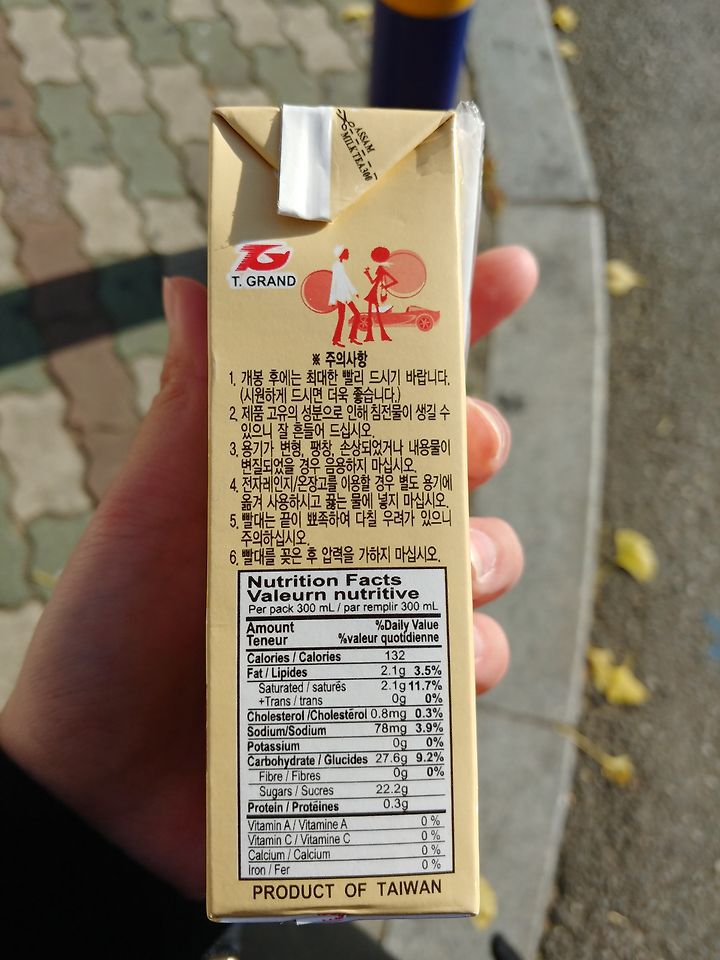 ASSAM
MILK TEA300
T. GRAND
※ 주의사항
1. 개봉 후에는 최대한 빨리 드시기 바랍니다.
(시원하게 드시면 더욱 좋습니다.)
2. 제품 고유의 성분으로 인해 침전물이 생길 수
있으니 잘 흔들어 드십시오.
3. 용기가 변형, 팽창, 손상되었거나 내용물이
변질되었을 경우 음용하지 마십시오.
4. 전자레인지/온장고를 이용할 경우 별도 용기에
옮겨 사용하시고 끓는 물에 넣지 마십시오.
5. 빨대는 끝이 뾰족하여 다칠 우려가 있으니
주의하십시오.
6. 빨대를 꽂은 후 압력을 가하지 마십시오.
Nutrition Facts
Valeurn nutritive
Per pack 300 mL / par remplir 300 mL
Amount %Daily Value
Teneur %valeur quotidienne
Calories / Calories 132
Fat / Lipides 2.1g 3.5%
Saturated / saturés 2.1g 11.7%
+Trans / trans 0g 0%
Cholesterol /Cholestérol 0.8mg 0.3%
Sodium/Sodium 78mg 3.9%
Potassium 0g 0%
Carbohydrate / Glucides 27.6g 9.2%
Fibre / Fibres 0g 0%
Sugars / Sucres 22.2g
Protein / Protéines 0.3g
Vitamin A / Vitamine A 0 %
Vitamin C / Vitamine C 0 %
Calcium / Calcium 0 %
Iron / Fer 0 %
PRODUCT OF TAIWAN